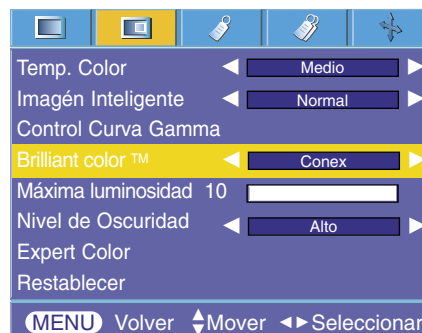 Temp. Color ◀ Medio ▶
Imagén Inteligente ◀ Normal ▶
Control Curva Gamma
Brilliant color ™ ◀ Conex ▶
Máxima luminosidad 10
Nivel de Oscuridad ◀ Alto ▶
Expert Color
Restablecer
MENU Volver ▲▼Mover ◀▶Seleccionar